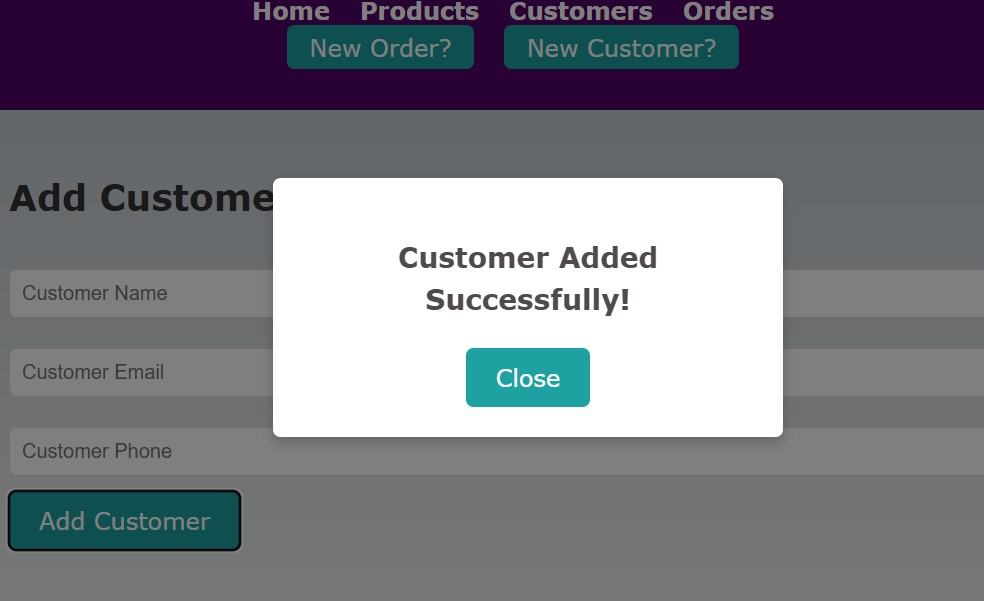 Home Products Customers Orders
New Order? New Customer?
Add Custome
Customer Added
Successfully!
Customer Name
Customer Email
Close
Customer Phone
Add Customer